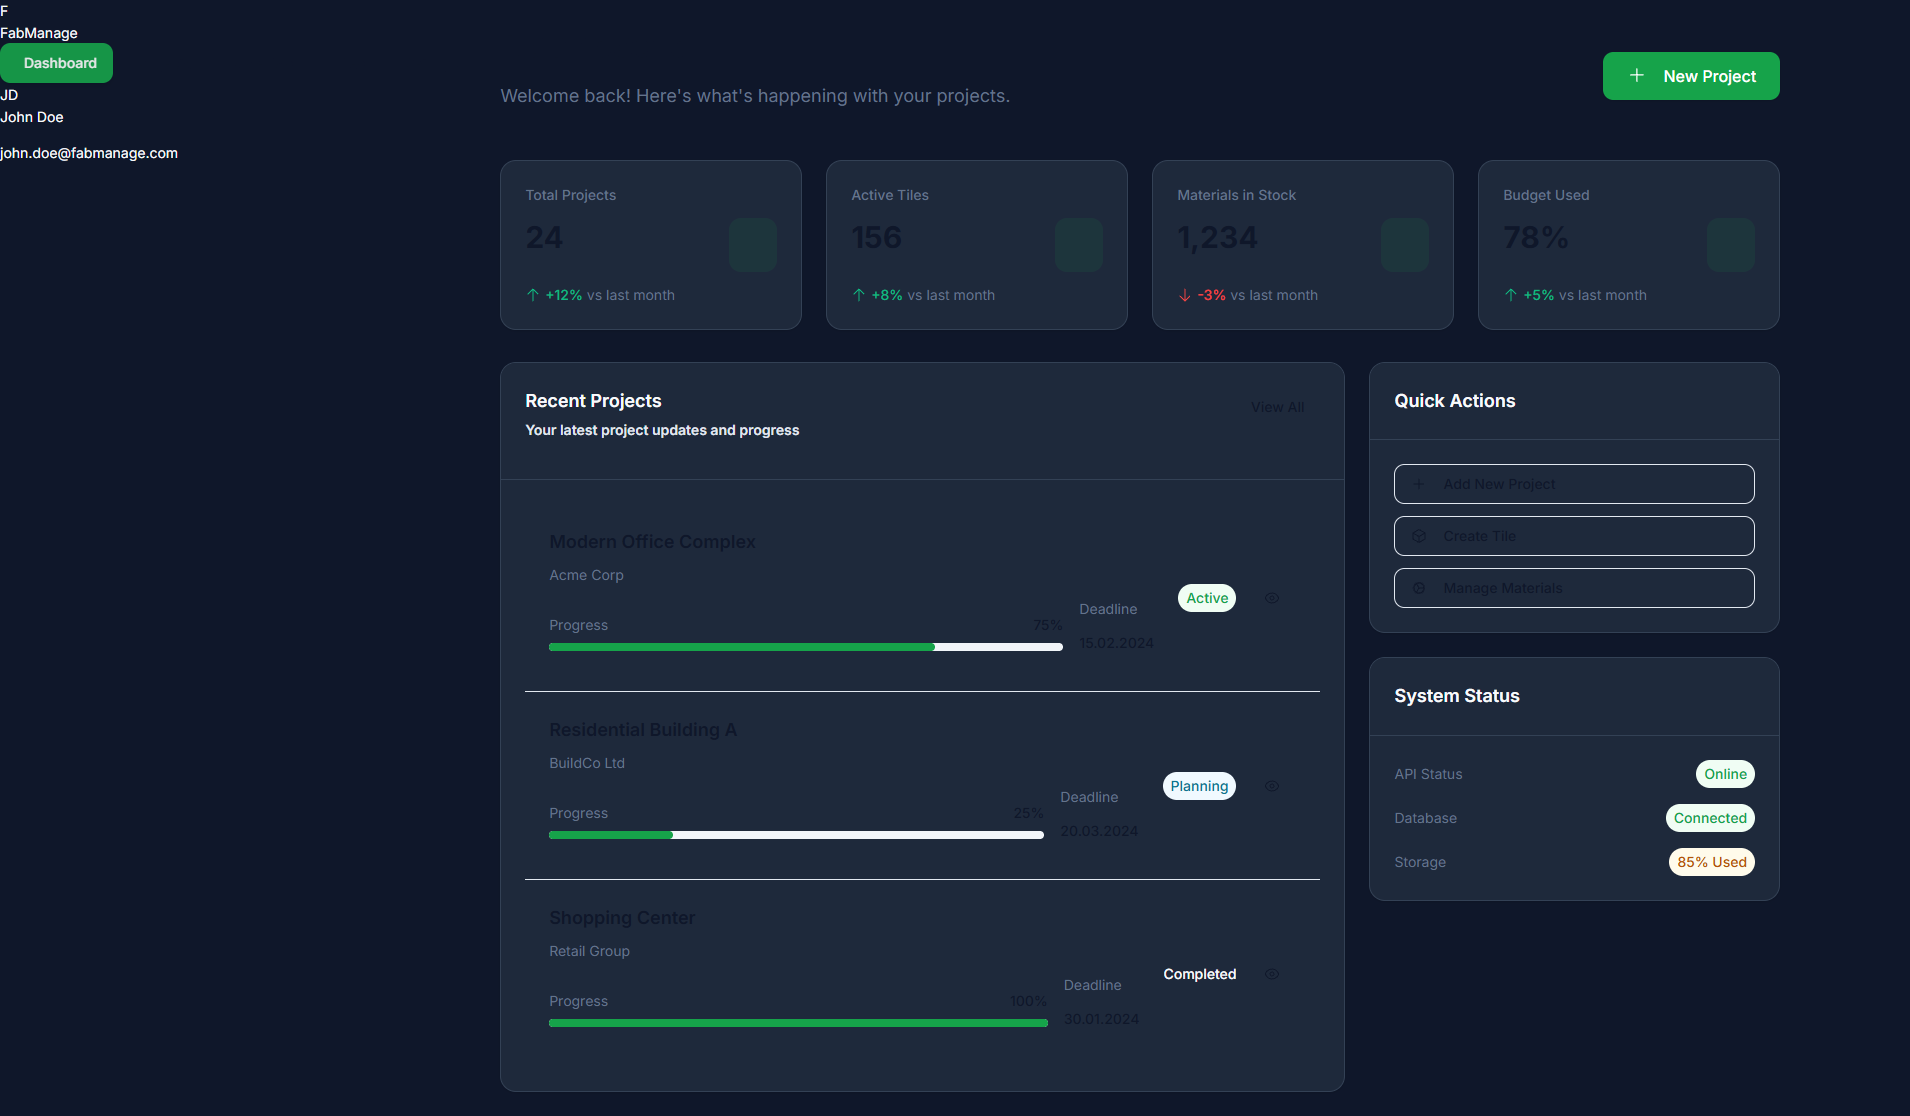 F
FabManage
Dashboard
JD
John Doe
john.doe@fabmanage.com
Welcome back! Here's what's happening with your projects.
New Project
Total Projects
24
+12% vs last month
Active Tiles
156
+8% vs last month
Materials in Stock
1,234
-3% vs last month
Budget Used
78%
+5% vs last month
Recent Projects
Your latest project updates and progress
View All
Modern Office Complex
Acme Corp
Progress
75%
Deadline
15.02.2024
Active
Residential Building A
BuildCo Ltd
Progress
25%
Deadline
20.03.2024
Planning
Shopping Center
Retail Group
Progress
100%
Deadline
30.01.2024
Completed
Quick Actions
Add New Project
Create Tile
Manage Materials
System Status
API Status
Online
Database
Connected
Storage
85% Used